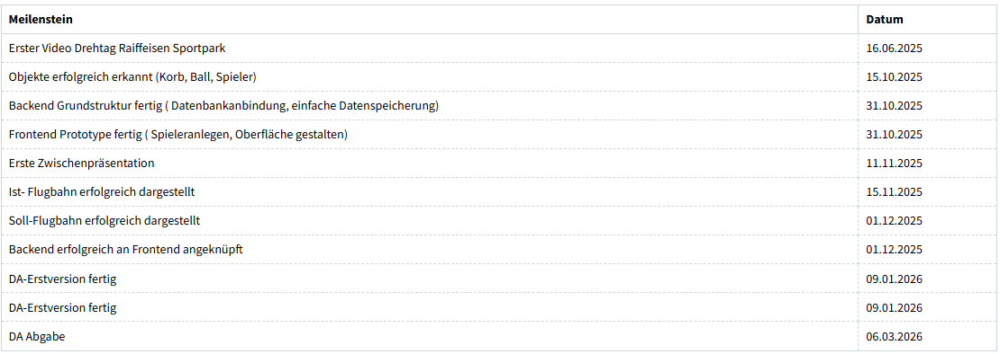 Meilenstein Datum
Erster Video Drehtag Raiffeisen Sportpark 16.06.2025
Objekte erfolgreich erkannt (Korb, Ball, Spieler) 15.10.2025
Backend Grundstruktur fertig ( Datenbankanbindung, einfache Datenspeicherung) 31.10.2025
Frontend Prototype fertig ( Spieleranlegen, Oberfläche gestalten) 31.10.2025
Erste Zwischenpräsentation 11.11.2025
Ist- Flugbahn erfolgreich dargestellt 15.11.2025
Soll-Flugbahn erfolgreich dargestellt 01.12.2025
Backend erfolgreich an Frontend angeknüpft 01.12.2025
DA-Erstversion fertig 09.01.2026
DA-Erstversion fertig 09.01.2026
DA Abgabe 06.03.2026